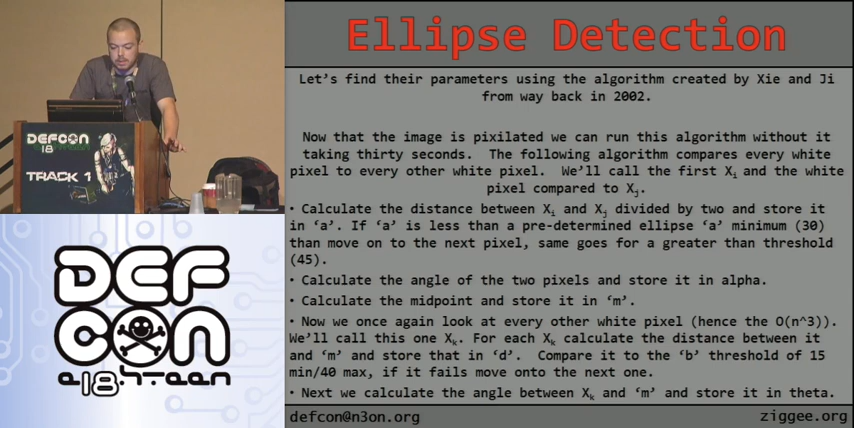 Ellipse Detection
Let's find their parameters using the algorithm created by Xie and Ji
from way back in 2002.
Now that the image is pixilated we can run this algorithm without it
taking thirty seconds. The following algorithm compares every white
pixel to every other white pixel. We'll call the first Xi and the white
pixel compared to Xj.
• Calculate the distance between Xi and Xj divided by two and store it
in ‘a’. If ‘a’ is less than a pre-determined ellipse ‘a’ minimum (30)
than move on to the next pixel, same goes for a greater than threshold
(45).
• Calculate the angle of the two pixels and store it in alpha.
• Calculate the midpoint and store it in ‘m’.
• Now we once again look at every other white pixel (hence the O(n^3)).
We'll call this one Xk. For each Xk calculate the distance between it
and ‘m’ and store that in ‘d’. Compare it to the ‘b’ threshold of 15
min/40 max, if it fails move onto the next one.
• Next we calculate the angle between Xk and ‘m’ and store it in theta.
defcon@n3on.org
ziggee.org
DEFCON
18
TRACK 1
DEF
CON
e18hteen